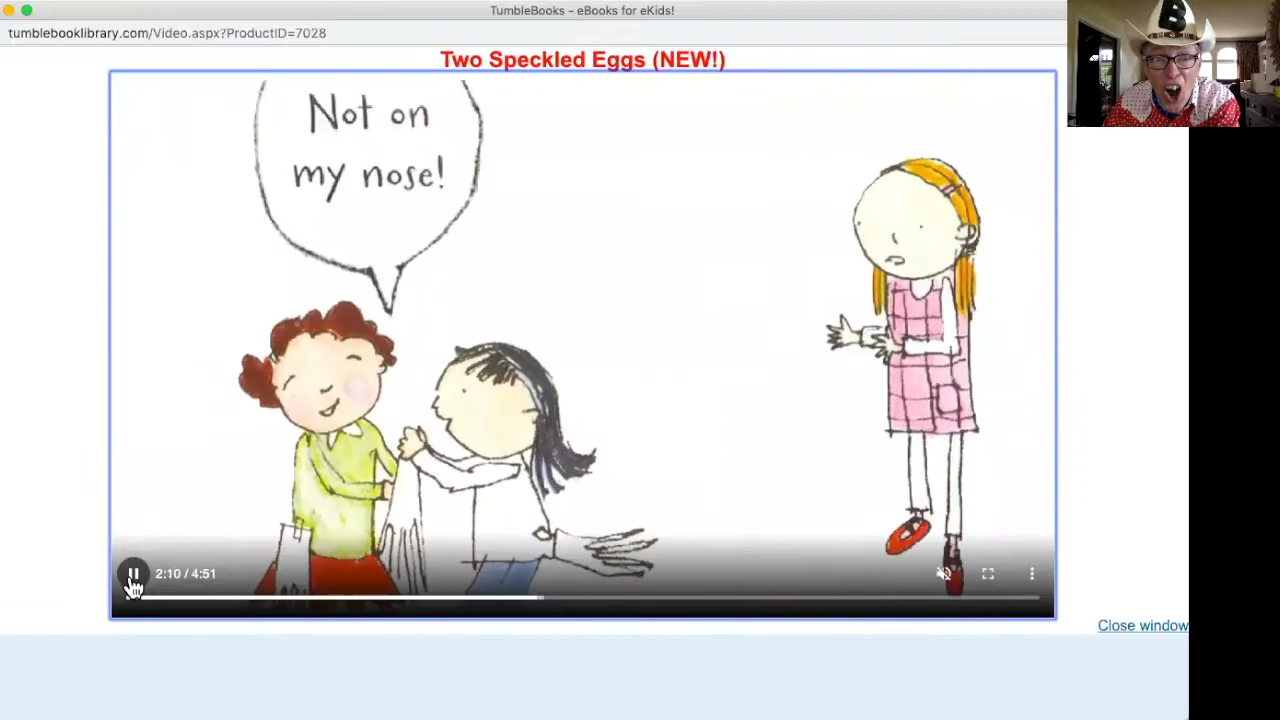 TumbleBooks - eBooks for eKids!
tumblebooklibrary.com/Video.aspx?ProductID=7028
Two Speckled Eggs (NEW!)
Not on
my nose!
2:10 / 4:51
Close window
B